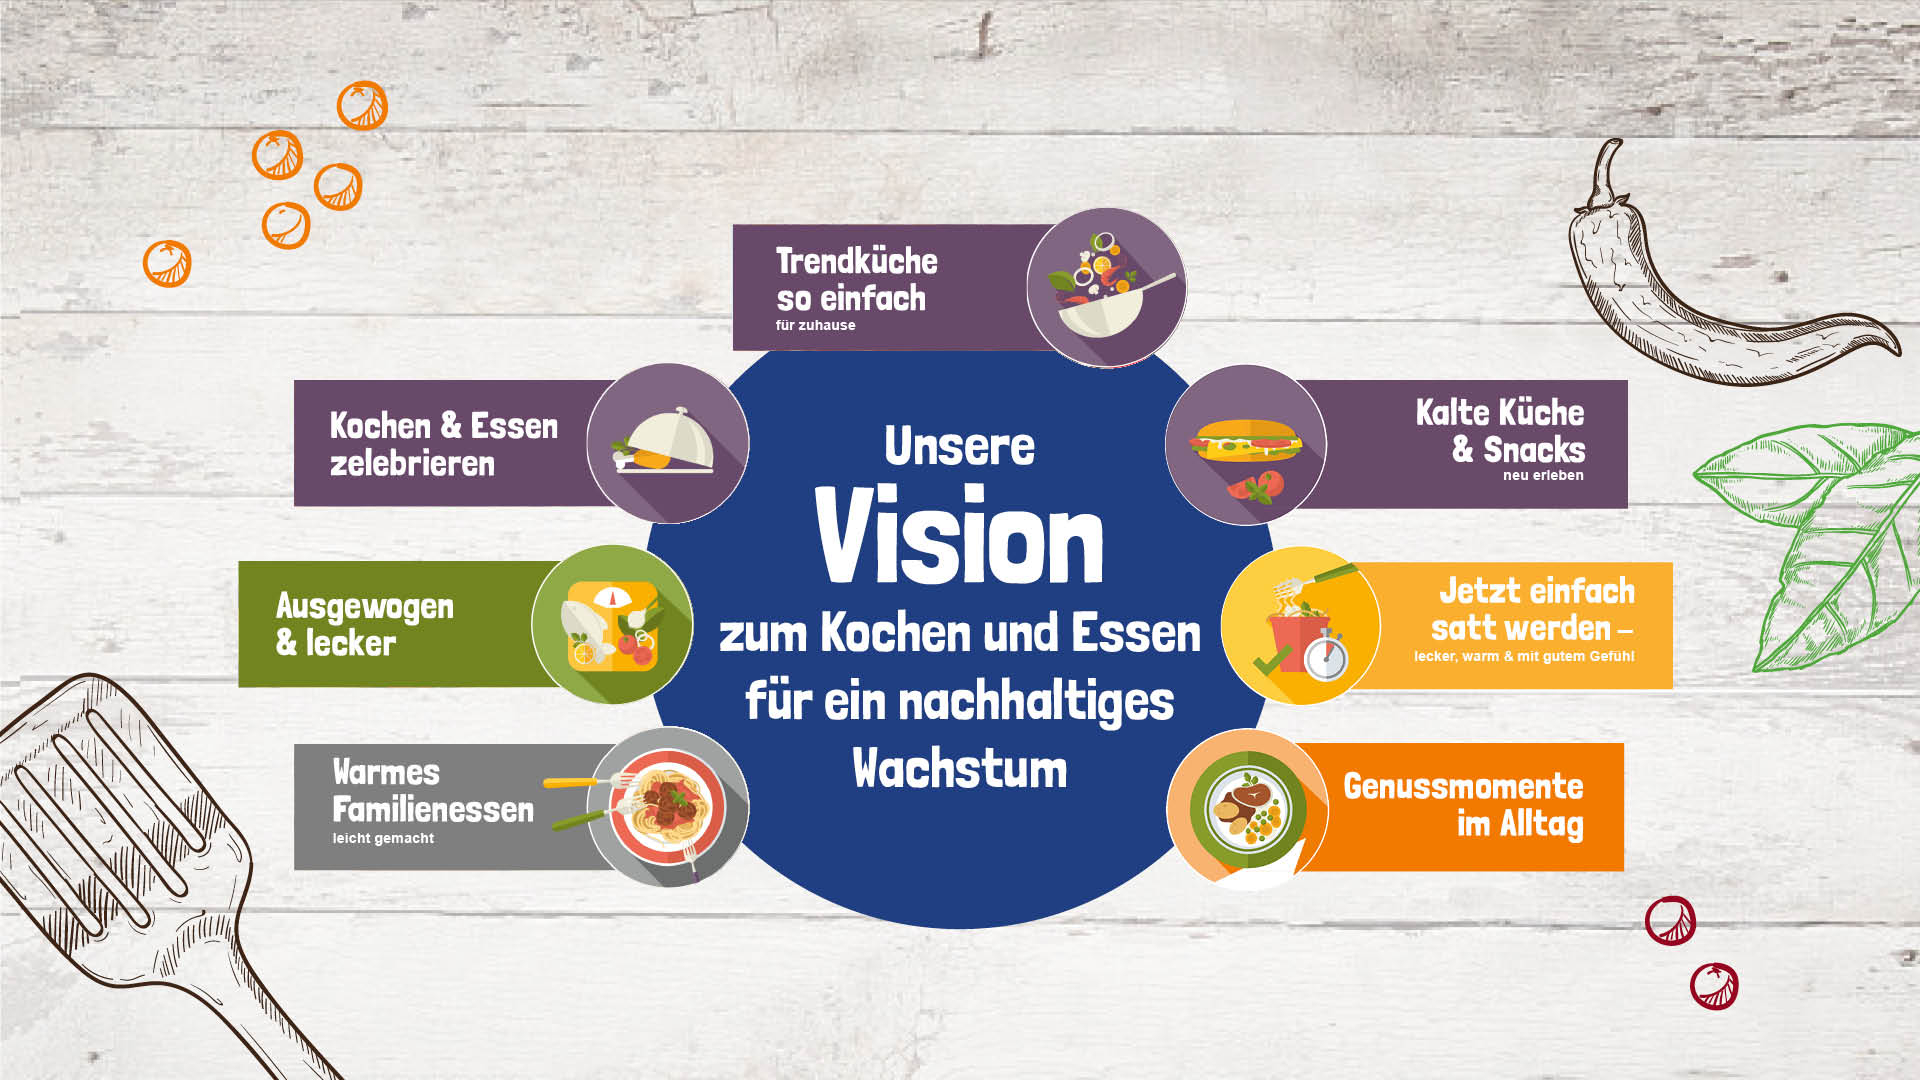 Trendküche
so einfach
für zuhause
Kochen & Essen
zelebrieren
Kalte Küche
& Snacks
neu erleben
Unsere
Vision
zum Kochen und Essen
für ein nachhaltiges
Wachstum
Ausgewogen
& lecker
Jetzt einfach
satt werden –
lecker, warm & mit gutem Gefühl
Warmes
Familienessen
leicht gemacht
Genussmomente
im Alltag